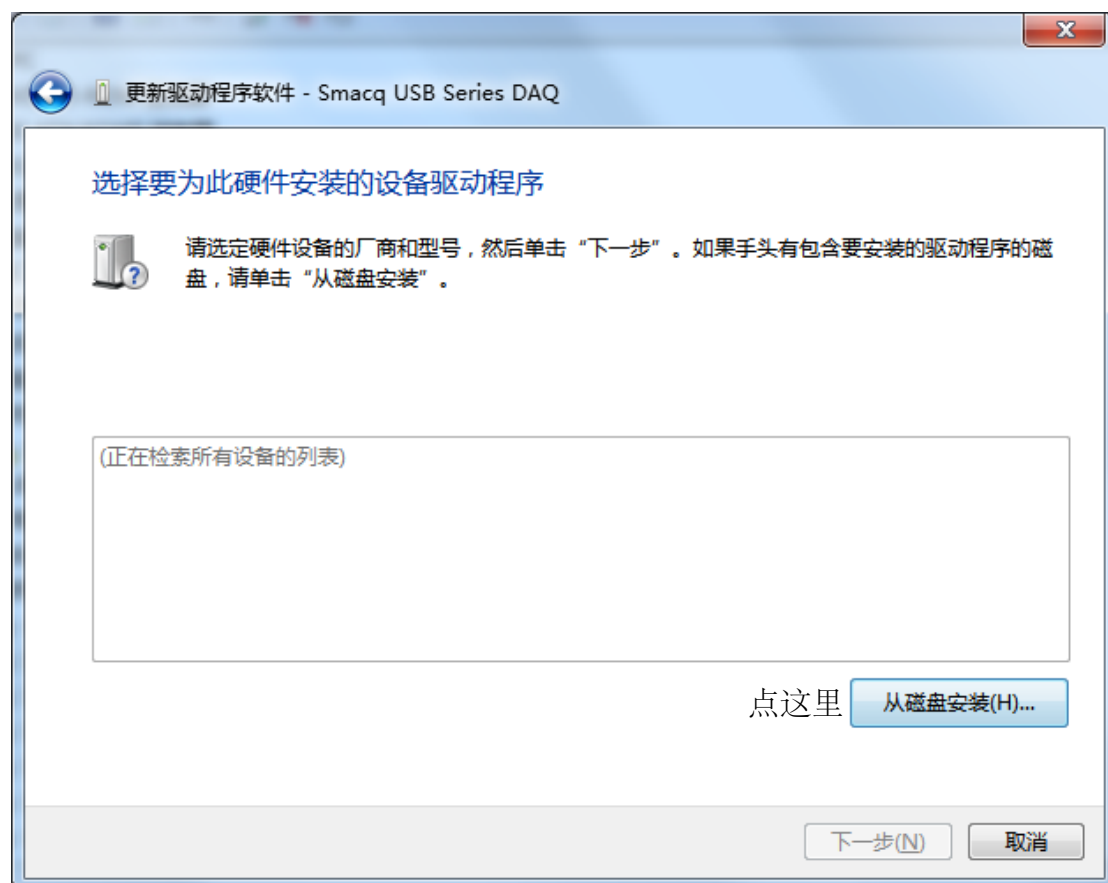 更新驱动程序软件 - Smacq USB Series DAQ
选择要为此硬件安装的设备驱动程序
请选定硬件设备的厂商和型号，然后单击“下一步”。如果手头有包含要安装的驱动程序的磁
盘，请单击“从磁盘安装”。
(正在检索所有设备的列表)
点这里 从磁盘安装(H)...
下一步(N) 取消